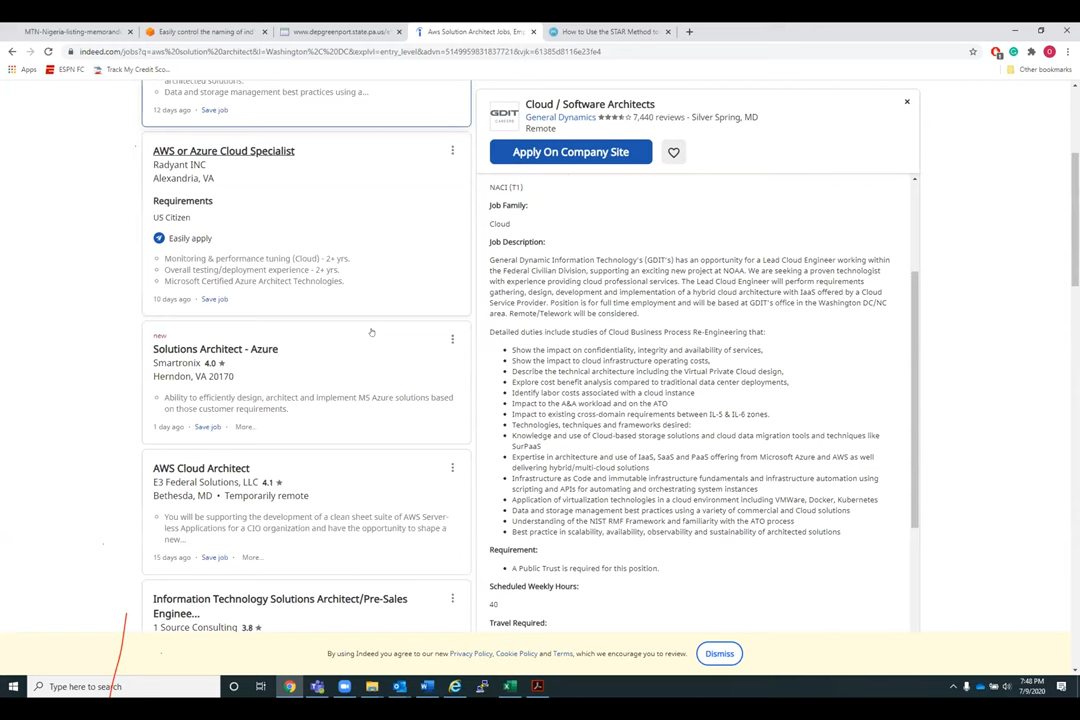 MTN-Nigeria-listing-memorand
Easily control the naming of ind
www.depgreenport.state.pa.us/e
Aws Solution Architect Jobs, Emp
How to Use the STAR Method to
indeed.com/jobs?q=aws%20solution%20architect&l=Washington%2C%20DC&explvl=entry_level&advn=5149959831837721&vjk=61385d8116e23fe4
Apps
ESPN FC
Track My Credit Sco...
Other bookmarks
architected solutions.
Data and storage management best practices using a...
12 days ago
Save job
AWS or Azure Cloud Specialist
Radyant INC
Alexandria, VA
Requirements
US Citizen
Easily apply
Monitoring & performance tuning (Cloud) - 2+ yrs.
Overall testing/deployment experience - 2+ yrs.
Microsoft Certified Azure Architect Technologies.
10 days ago
Save job
new
Solutions Architect - Azure
Smartronix 4.0
Herndon, VA 20170
Ability to efficiently design, architect and implement MS Azure solutions based
on those customer requirements.
1 day ago
Save job
More...
AWS Cloud Architect
E3 Federal Solutions, LLC 4.1
Bethesda, MD • Temporarily remote
You will be supporting the development of a clean sheet suite of AWS Server-
less Applications for a CIO organization and have the opportunity to shape a
new...
15 days ago
Save job
More...
Information Technology Solutions Architect/Pre-Sales
Enginee...
1 Source Consulting 3.8
GDIT
Cloud / Software Architects
General Dynamics 7,440 reviews - Silver Spring, MD
Remote
Apply On Company Site
NACI (T1)
Job Family:
Cloud
Job Description:
General Dynamic Information Technology's (GDIT's) has an opportunity for a Lead Cloud Engineer working within
the Federal Civilian Division, supporting an exciting new project at NOAA. We are seeking a proven technologist
with experience providing cloud professional services. The Lead Cloud Engineer will perform requirements
gathering, design, development and implementation of a hybrid cloud architecture with IaaS offered by a Cloud
Service Provider. Position is for full time employment and will be based at GDIT's office in the Washington DC/NC
area. Remote/Telework will be considered.
Detailed duties include studies of Cloud Business Process Re-Engineering that:
Show the impact on confidentiality, integrity and availability of services,
Show the impact to cloud infrastructure operating costs,
Describe the technical architecture including the Virtual Private Cloud design,
Explore cost benefit analysis compared to traditional data center deployments,
Identify labor costs associated with a cloud instance
Impact to the A&A workload and on the ATO
Impact to existing cross-domain requirements between IL-5 & IL-6 zones.
Technologies, techniques and frameworks desired:
Knowledge and use of Cloud-based storage solutions and cloud data migration tools and techniques like
SurPaaS
Expertise in architecture and use of IaaS, SaaS and PaaS offering from Microsoft Azure and AWS as well
delivering hybrid/multi-cloud solutions
Infrastructure as Code and immutable infrastructure fundamentals and infrastructure automation using
scripting and APIs for automating and orchestrating system instances
Application of virtualization technologies in a cloud environment including VMWare, Docker, Kubernetes
Data and storage management best practices using a variety of commercial and Cloud solutions
Understanding of the NIST RMF Framework and familiarity with the ATO process
Best practice in scalability, availability, observability and sustainability of architected solutions
Requirement:
A Public Trust is required for this position.
Scheduled Weekly Hours:
40
Travel Required:
By using Indeed you agree to our new Privacy Policy, Cookie Policy and Terms, which we encourage you to review.
Dismiss
Type here to search
7:48 PM
7/9/2020